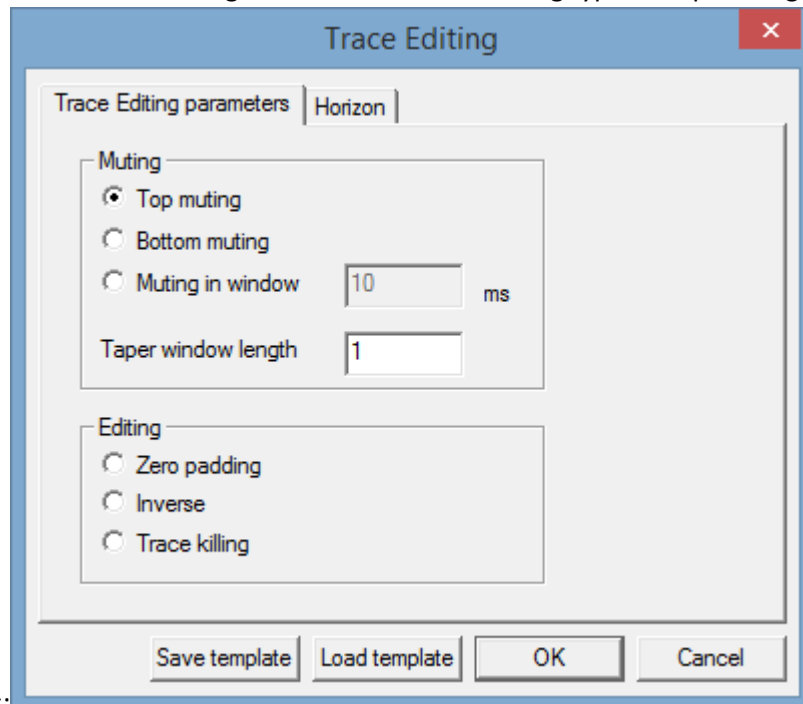 Trace Editing
Trace Editing parameters Horizon
Muting
Top muting
Bottom muting
Muting in window 10 ms
Taper window length 1
Editing
Zero padding
Inverse
Trace killing
Save template Load template OK Cancel